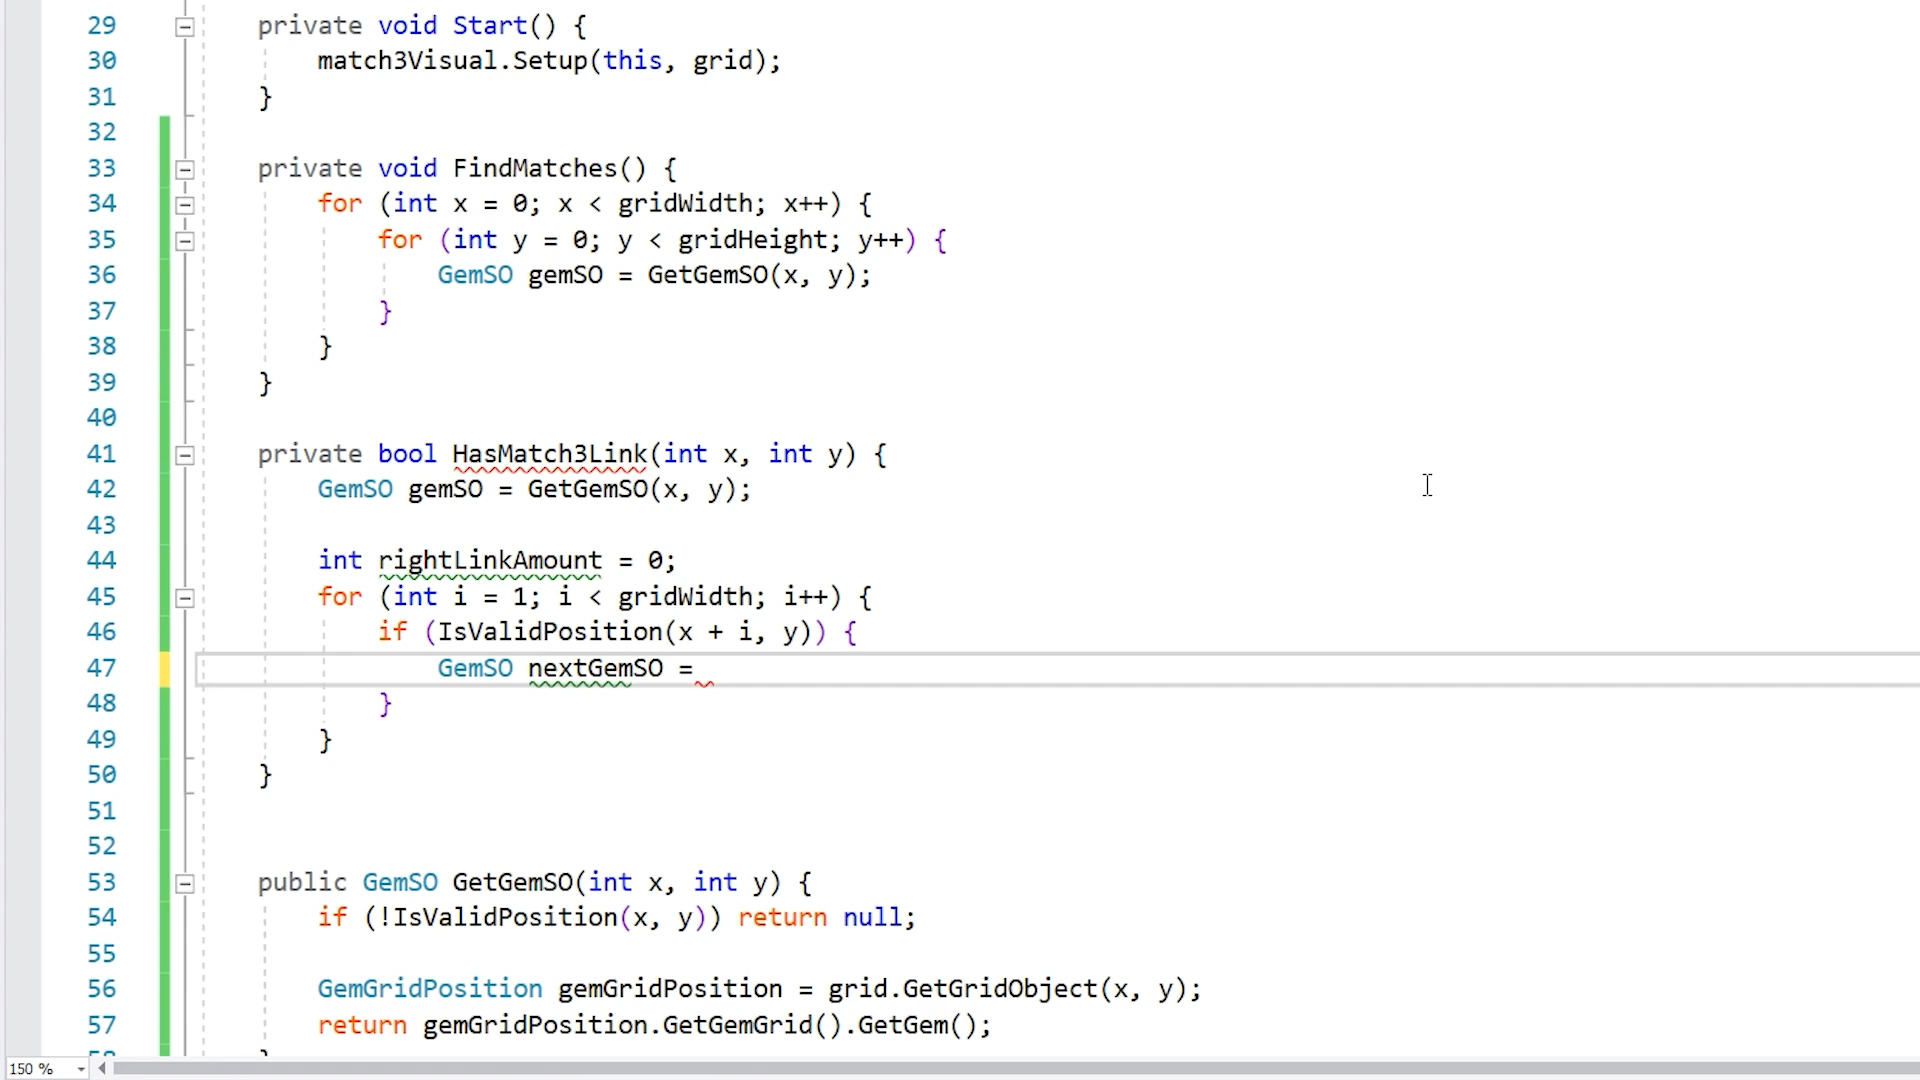 29 private void Start() {
30 match3Visual.Setup(this, grid);
31 }
32
33 private void FindMatches() {
34 for (int x = 0; x < gridWidth; x++) {
35 for (int y = 0; y < gridHeight; y++) {
36 GemSO gemSO = GetGemSO(x, y);
37 }
38 }
39 }
40
41 private bool HasMatch3Link(int x, int y) {
42 GemSO gemSO = GetGemSO(x, y);
43
44 int rightLinkAmount = 0;
45 for (int i = 1; i < gridWidth; i++) {
46 if (IsValidPosition(x + i, y)) {
47 GemSO nextGemSO =
48 }
49 }
50 }
51
52
53 public GemSO GetGemSO(int x, int y) {
54 if (!IsValidPosition(x, y)) return null;
55
56 GemGridPosition gemGridPosition = grid.GetGridObject(x, y);
57 return gemGridPosition.GetGemGrid().GetGem();
150 %